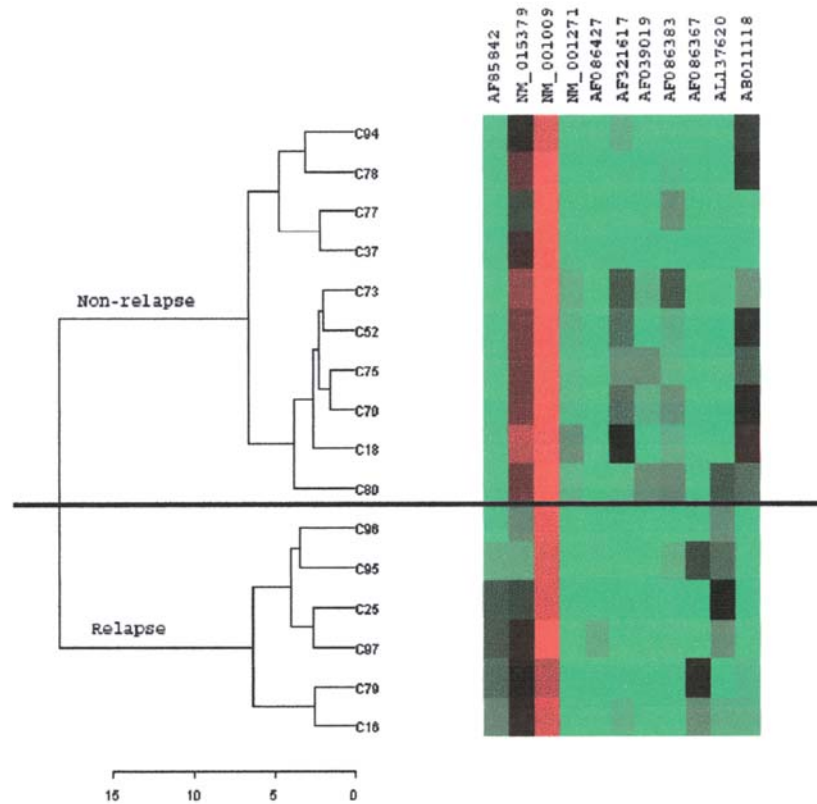 AF85842
NM_015379
NM_001009
NM_001271
AF086427
AF321617
AF039019
AF086383
AF086367
AL137620
AB011118
C94
C78
C77
C37
C73
Non-relapse
C52
C75
C70
C18
C80
C96
C95
C25
Relapse
C97
C79
C16
15 10 5 0